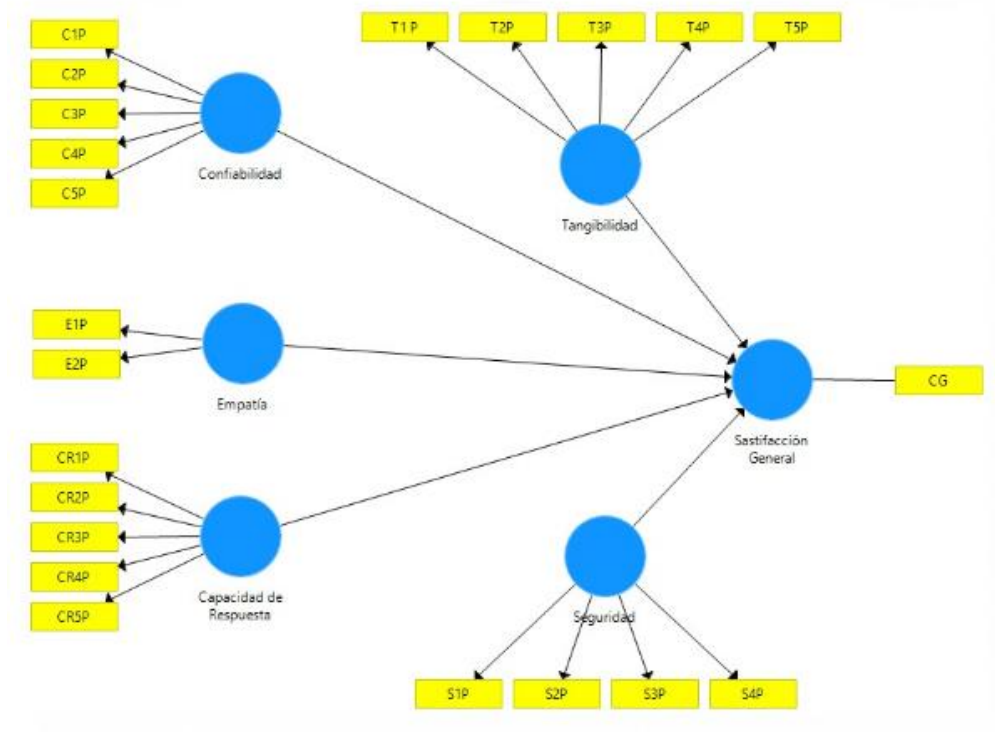 C1P
C2P
C3P
C4P
C5P
Confiabilidad
T1 P
T2P
T3P
T4P
T5P
Tangibilidad
E1P
E2P
Empatía
CR1P
CR2P
CR3P
CR4P
CR5P
Capacidad de
Respuesta
Sastifacción
General
CG
Seguridad
S1P
S2P
S3P
S4P